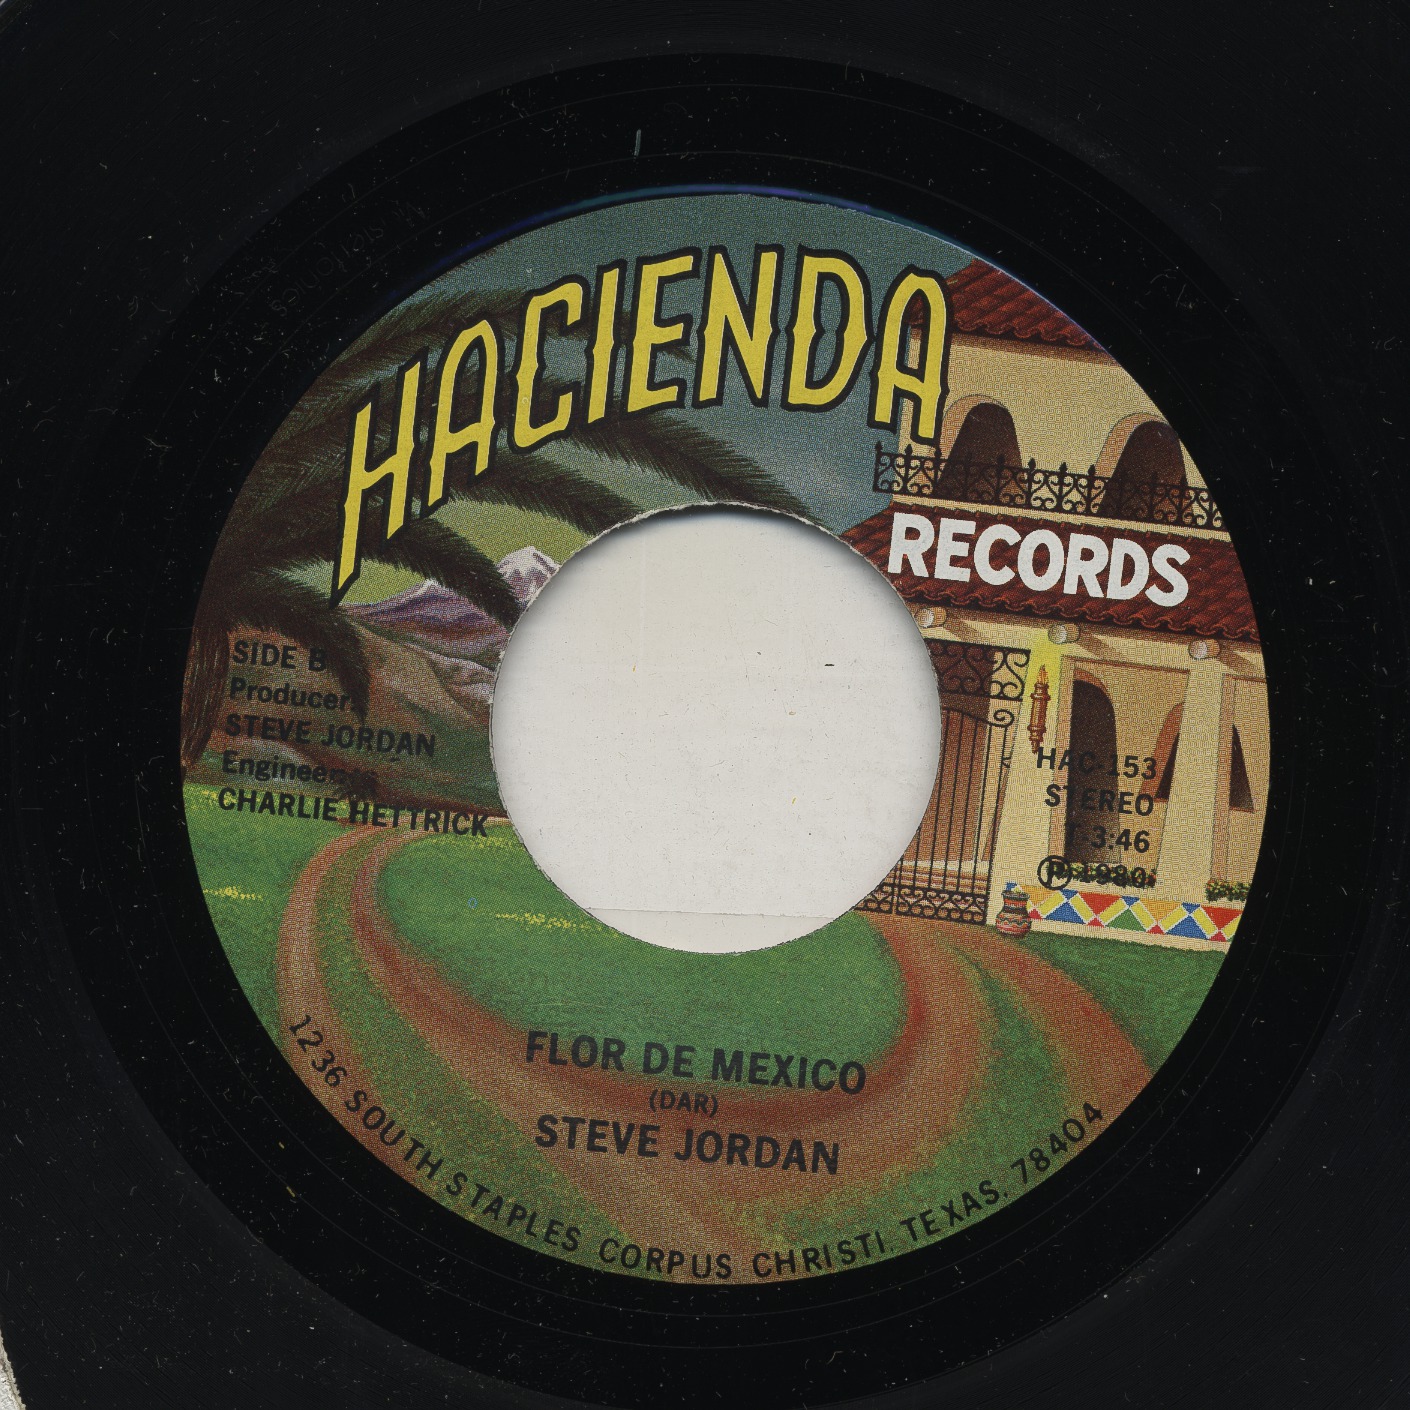 HACIENDA
RECORDS
SIDE B
Producer:
STEVE JORDAN
Engineer:
CHARLIE HETTRICK
HAC-153
STEREO
T 3:46
Ⓟ 1980
FLOR DE MEXICO
(DAR)
STEVE JORDAN
1236 SOUTH STAPLES CORPUS CHRISTI, TEXAS. 78404